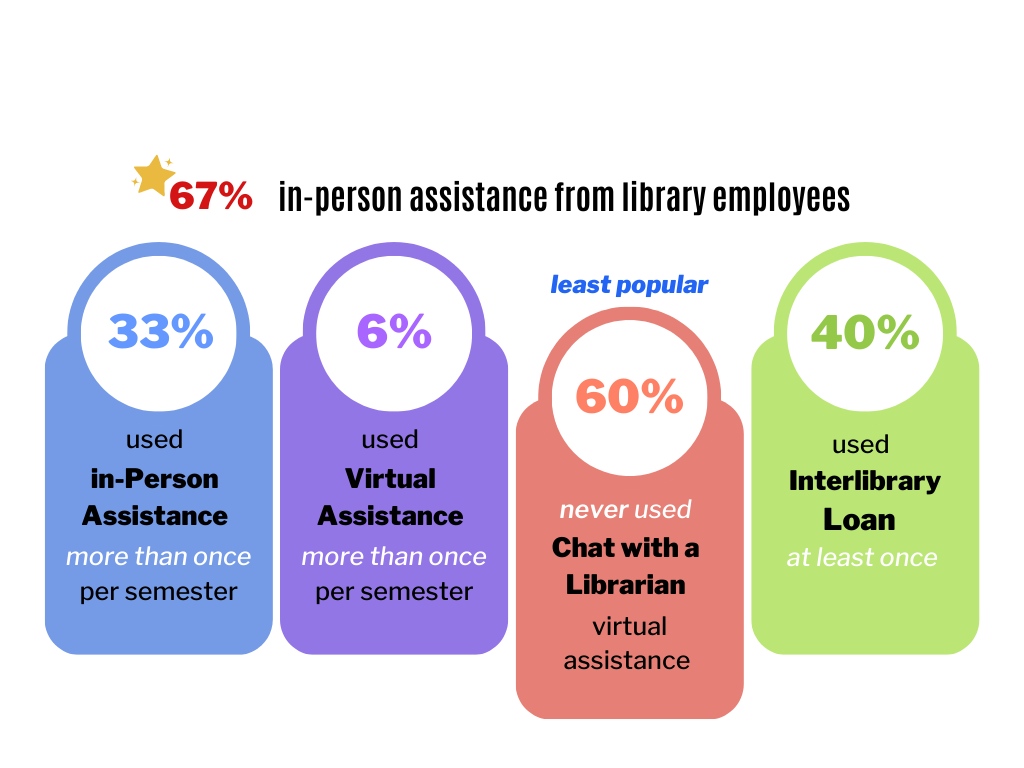 67% in-person assistance from library employees
33%
used
in-Person
Assistance
more than once
per semester
6%
used
Virtual
Assistance
more than once
per semester
least popular
60%
never used
Chat with a
Librarian
virtual
assistance
40%
used
Interlibrary
Loan
at least once